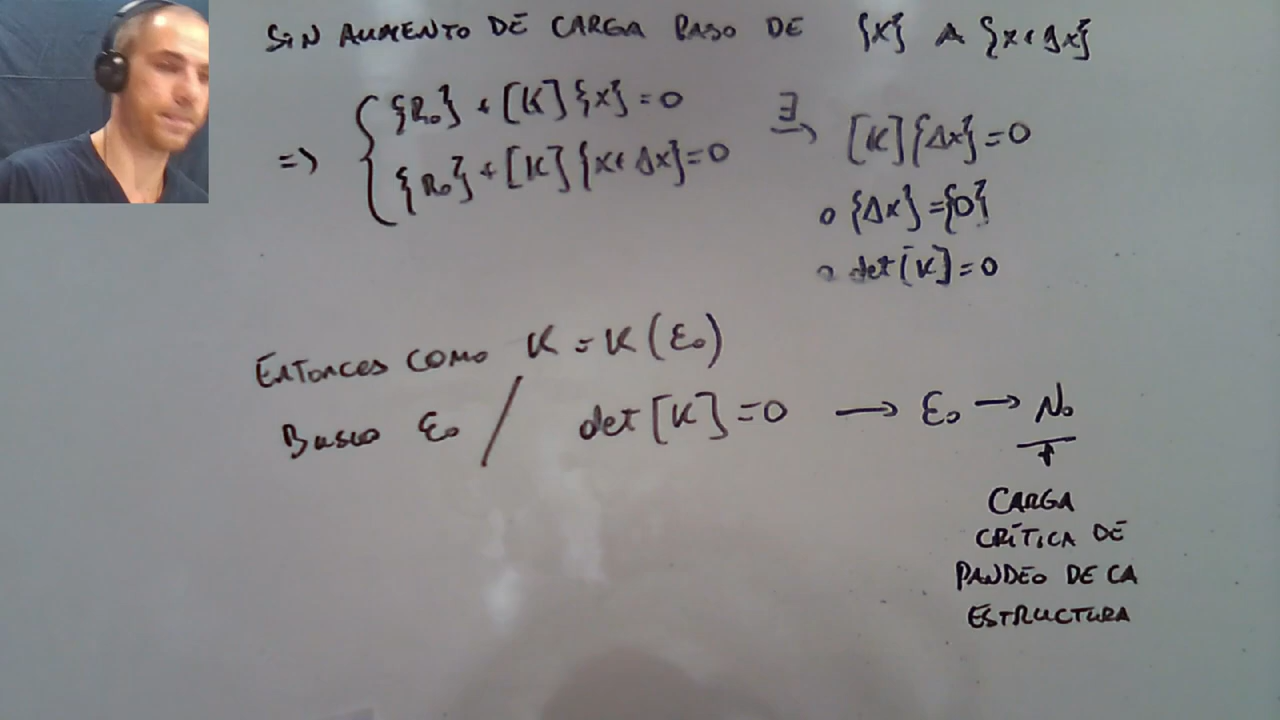 SIN AUMENTO DE CARGA PASO DE {x} A {x+δx}
{R₀} + [K]{x} = 0
=> {R₀} + [K]{x+Δx} = 0
∃ → [K]{Δx} = 0
o {Δx} = {0}
o det[K] = 0
ENTONCES COMO K = K(ε₀)
BUSCO ε₀ / det[K] = 0 → ε₀ → N₀
↑
CARGA
CRÍTICA DE
PANDEO DE LA
ESTRUCTURA